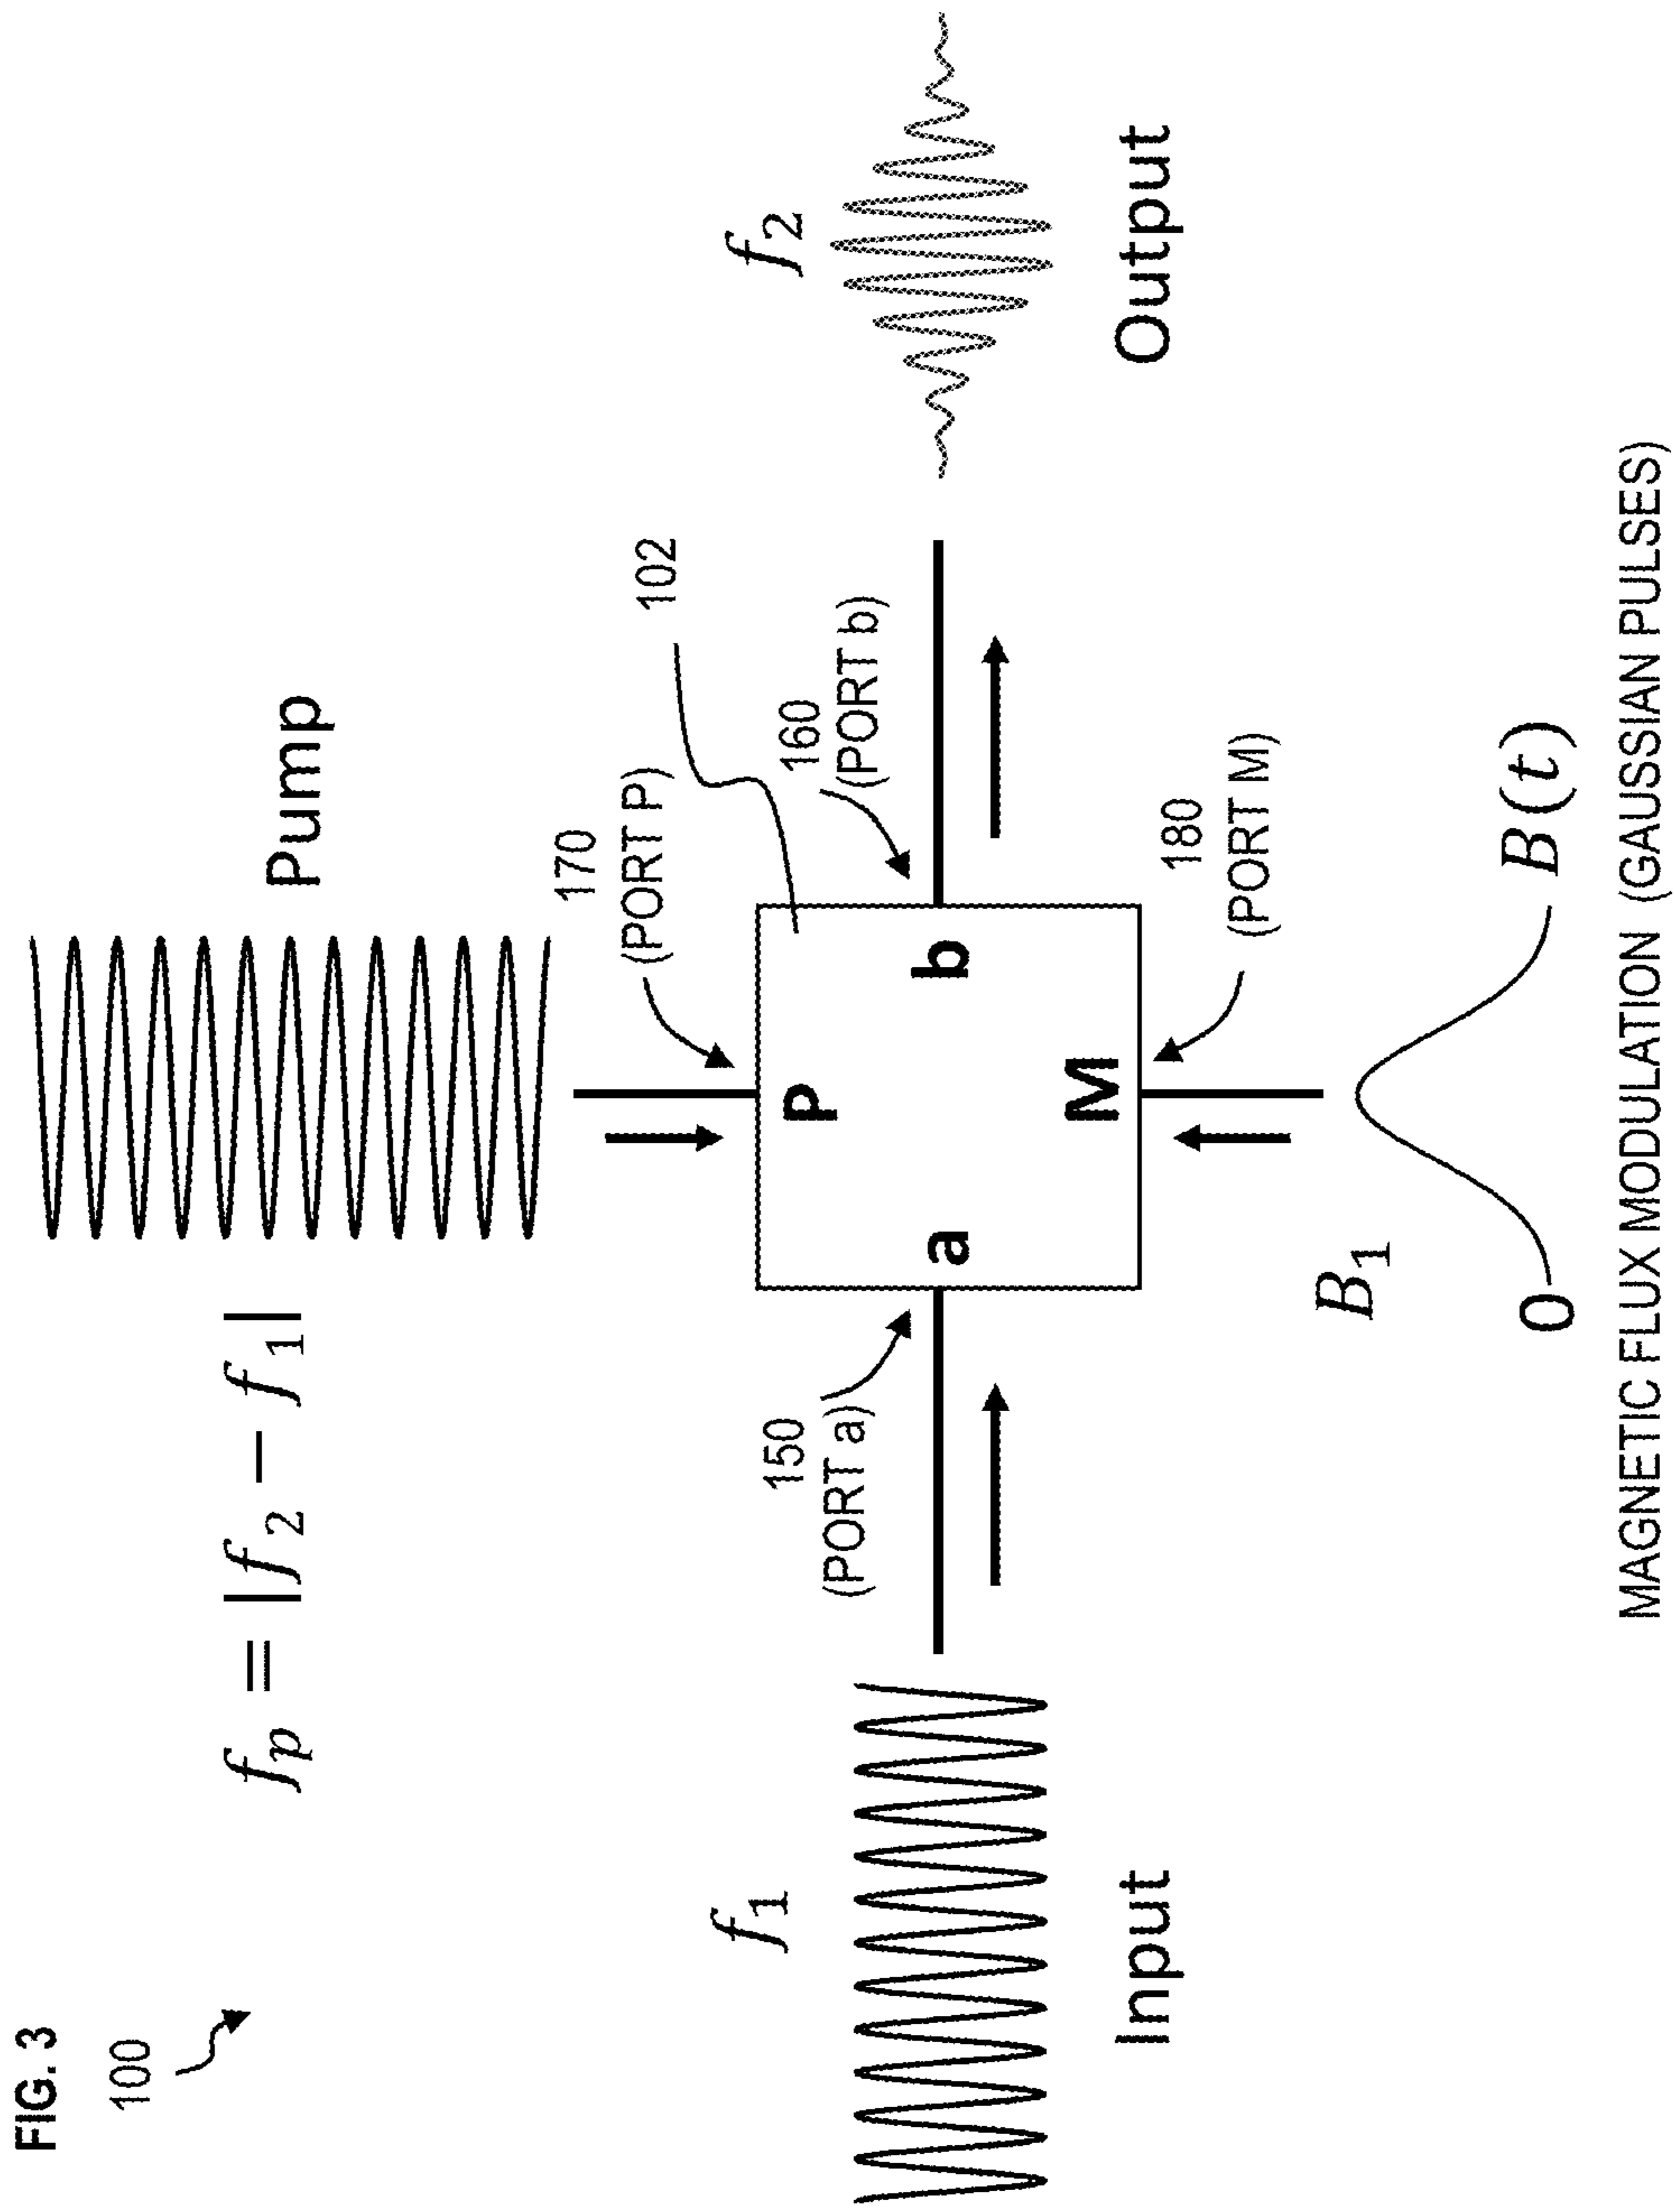 FIG. 3
100
f_p = |f_2 − f_1|
Pump
170
(PORT P)
102
f_1
150
(PORT a)
160
(PORT b)
f_2
P
a
b
M
Input
Output
180
(PORT M)
B_1
0
B(t)
MAGNETIC FLUX MODULATION (GAUSSIAN PULSES)